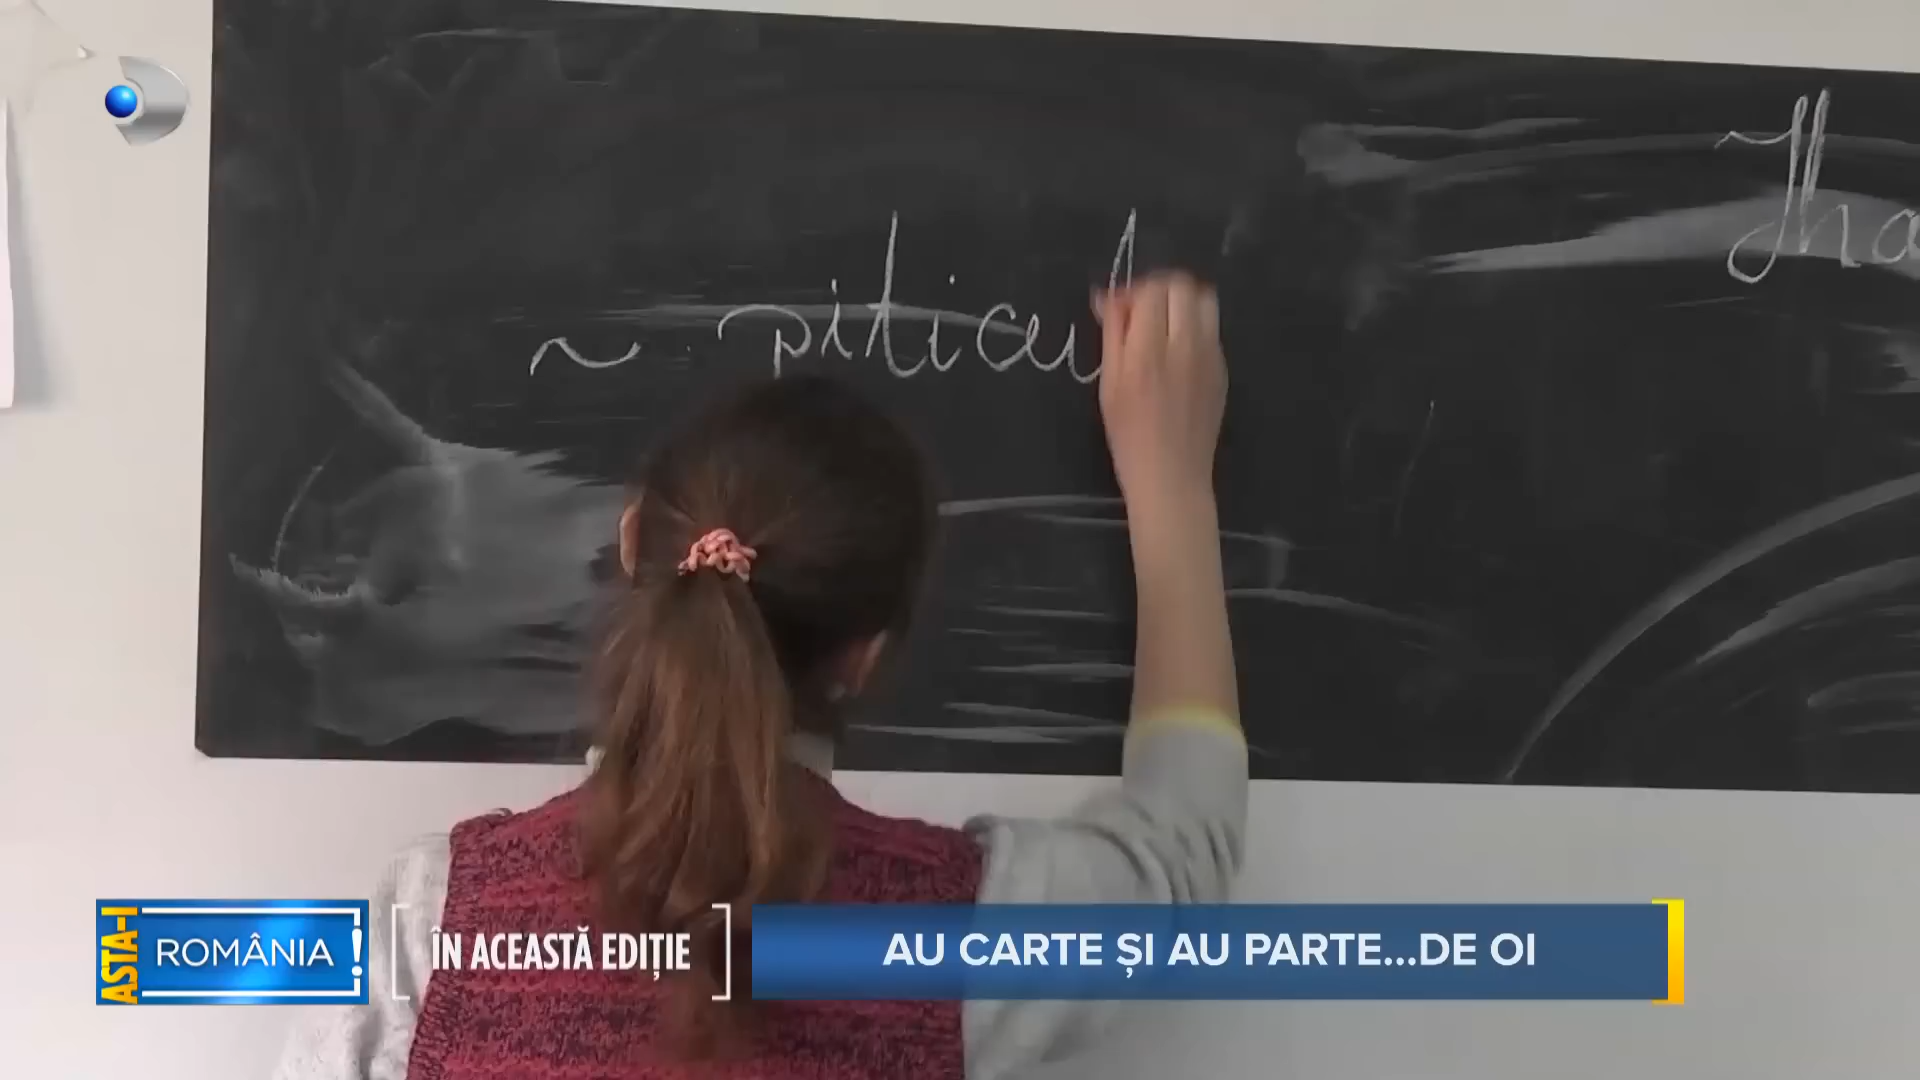 piticul
ASTA-I ROMÂNIA!
ÎN ACEASTĂ EDIȚIE
AU CARTE ȘI AU PARTE...DE OI